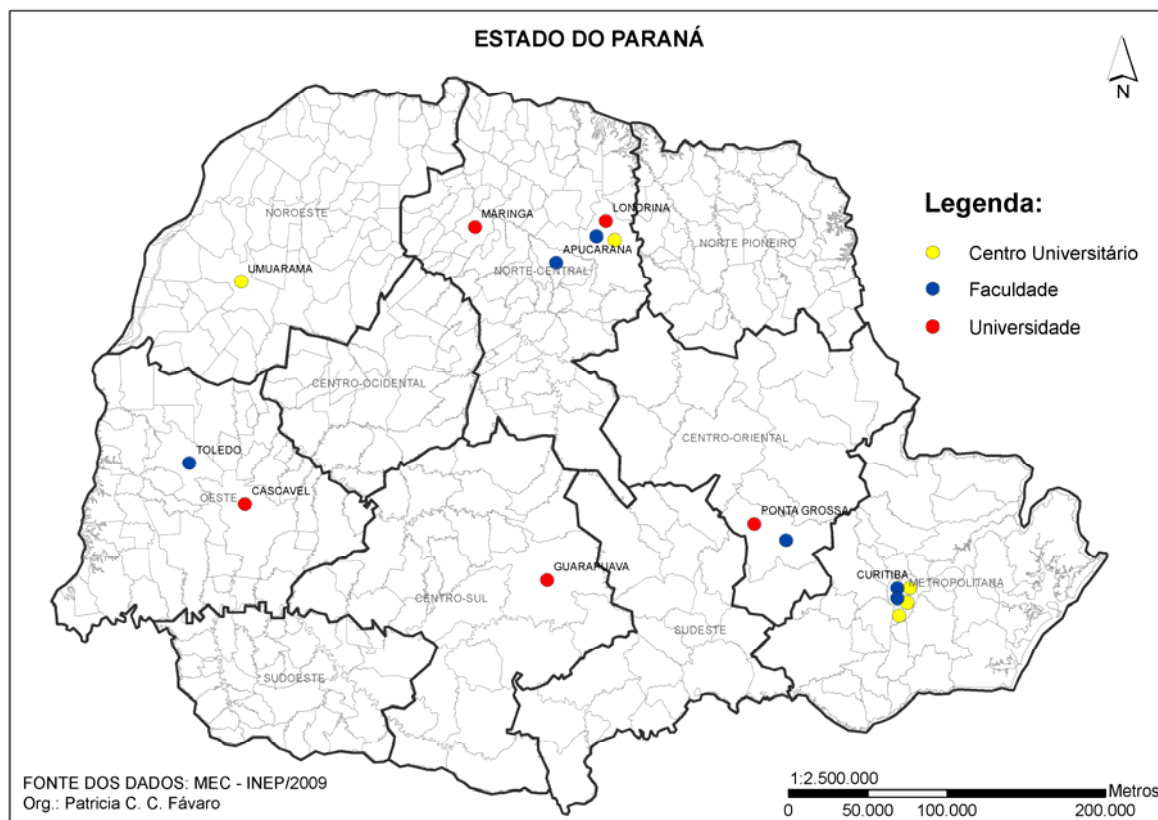 ESTADO DO PARANÁ
N
NOROESTE
MARINGA
LONDRINA
APUCARANA
NORTE-CENTRAL
NORTE PIONEIRO
UMUARAMA
Legenda:
Centro Universitário
Faculdade
Universidade
CENTRO-OCIDENTAL
CENTRO-ORIENTAL
TOLEDO
OESTE
CASCAVEL
PONTA GROSSA
GUARAPUAVA
CENTRO-SUL
CURITIBA
METROPOLITANA
SUDESTE
SUDOESTE
FONTE DOS DADOS: MEC - INEP/2009
Org.: Patricia C. C. Fávaro
1:2.500.000
Metros
0 50.000 100.000 200.000